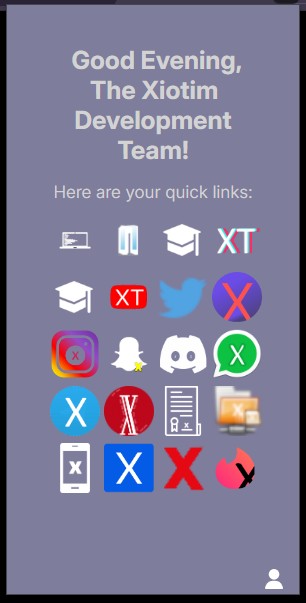 Good Evening,
The Xiotim
Development
Team!
Here are your quick links:
XT
XT
X
X
X
X
X
x
x
X
X
X
X